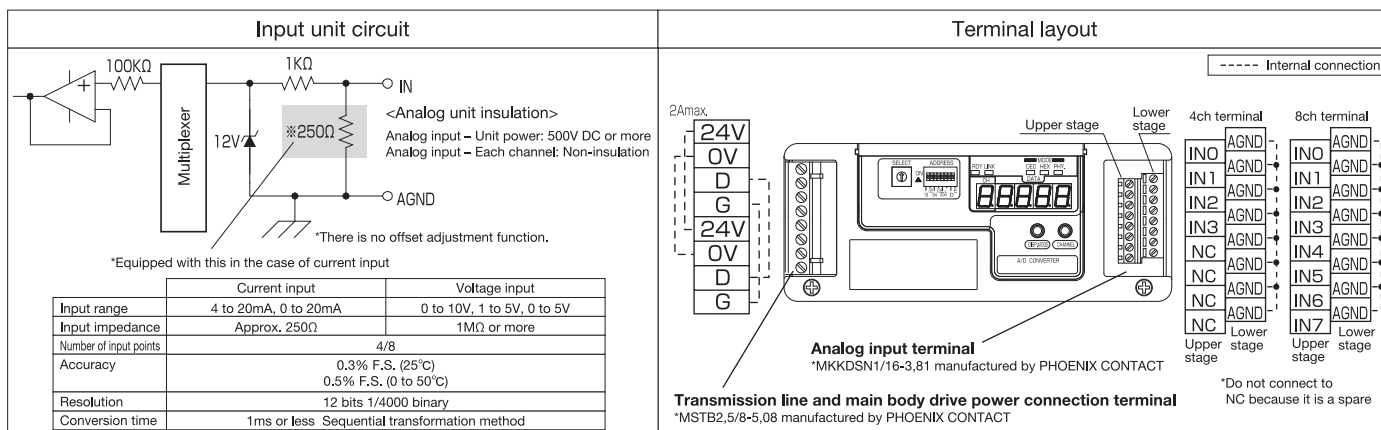 Input unit circuit
100KΩ
Multiplexer
1KΩ
IN
12V
※250Ω
<Analog unit insulation>
Analog input – Unit power: 500V DC or more
Analog input – Each channel: Non-insulation
AGND
*There is no offset adjustment function.
*Equipped with this in the case of current input
Current input Voltage input
Input range 4 to 20mA, 0 to 20mA 0 to 10V, 1 to 5V, 0 to 5V
Input impedance Approx. 250Ω 1MΩ or more
Number of input points 4/8
Accuracy 0.3% F.S. (25°C)
0.5% F.S. (0 to 50°C)
Resolution 12 bits 1/4000 binary
Conversion time 1ms or less Sequential transformation method
Terminal layout
----- Internal connection
2Amax.
24V
0V
D
G
24V
0V
D
G
Upper stage
Lower
stage
SELECT
ADDRESS
ON
RDY LINK
MODE
DEC HEX PHY.
CH
DATA
DISP.MODE
CHANNEL
A/D CONVERTER
Analog input terminal
*MKKDSN1/16-3,81 manufactured by PHOENIX CONTACT
Transmission line and main body drive power connection terminal
*MSTB2,5/8-5,08 manufactured by PHOENIX CONTACT
4ch terminal
AGND
IN0
AGND
IN1
AGND
IN2
AGND
IN3
AGND
NC
AGND
NC
AGND
NC
AGND
NC
Upper
stage
Lower
stage
8ch terminal
AGND
IN0
AGND
IN1
AGND
IN2
AGND
IN3
AGND
IN4
AGND
IN5
AGND
IN6
AGND
IN7
Upper
stage
Lower
stage
*Do not connect to
NC because it is a spare